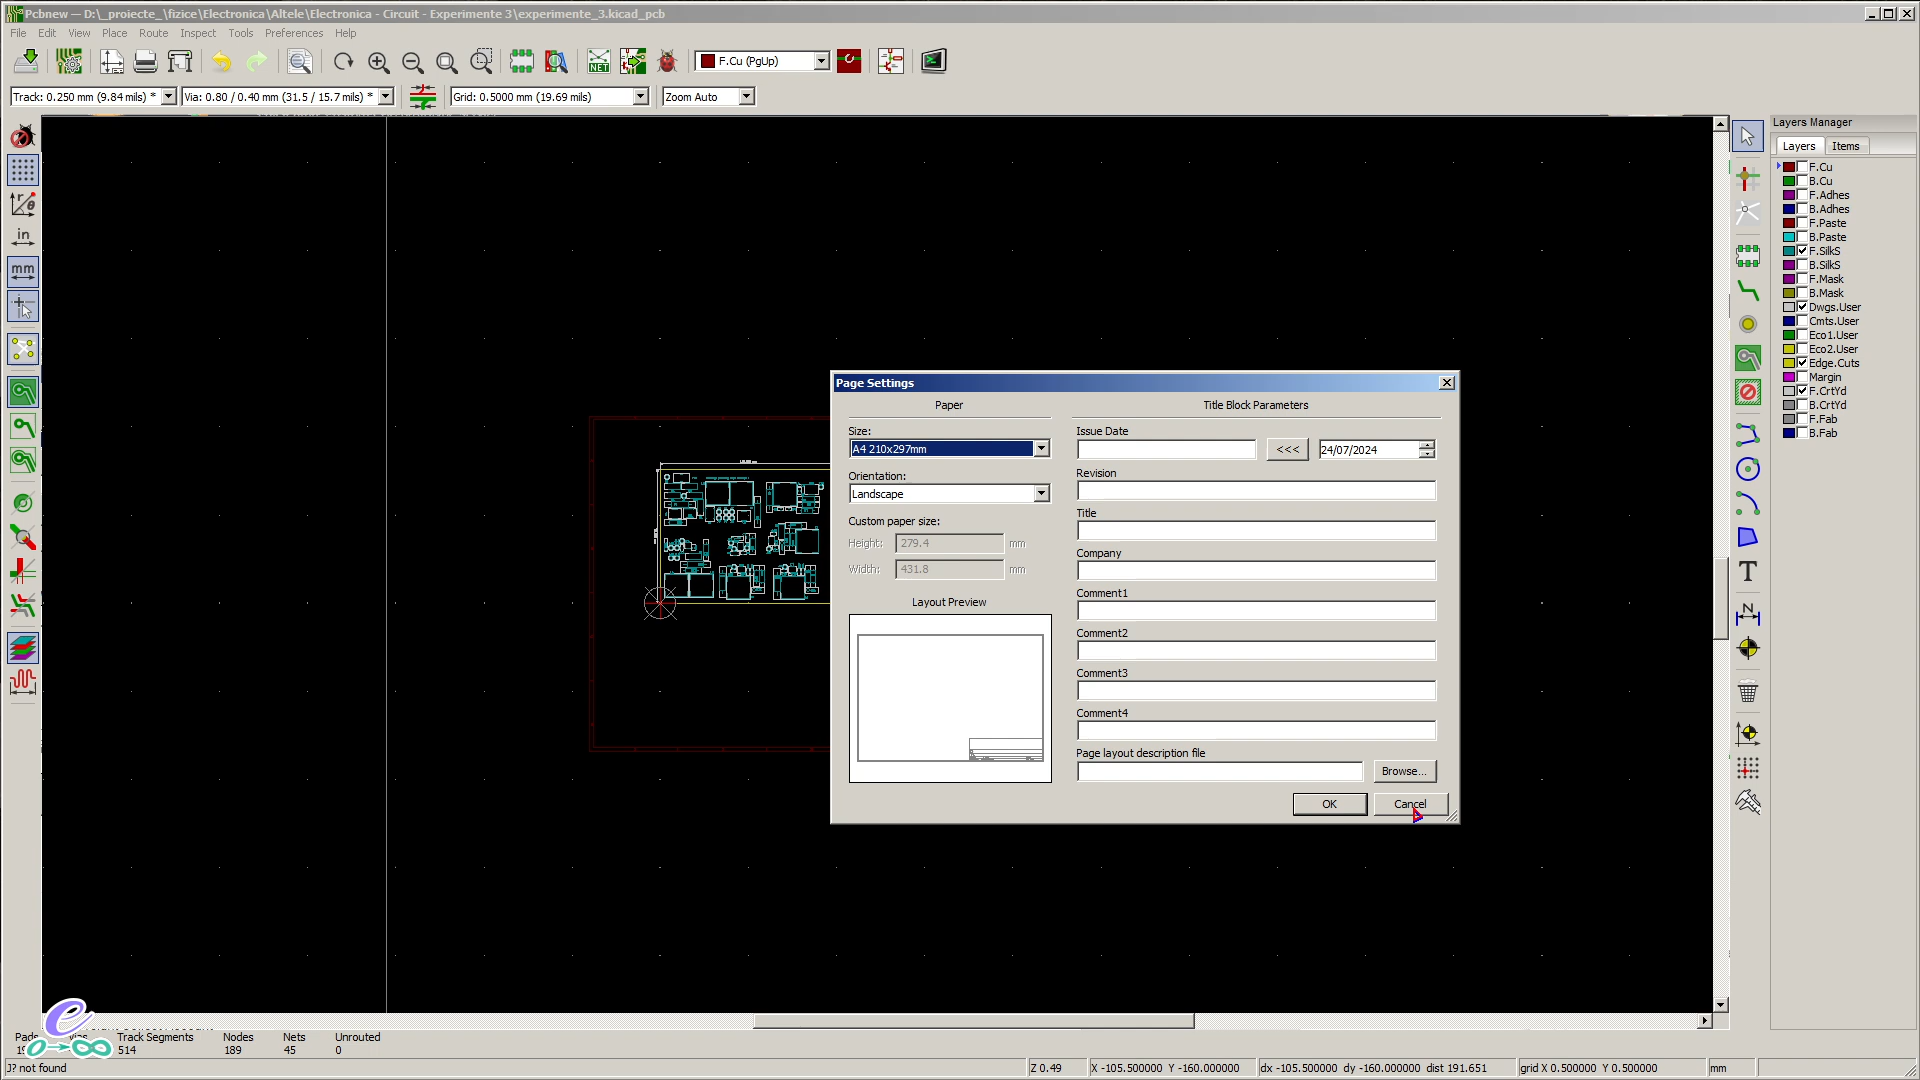 Pcbnew — D:\_proiecte_\fizice\Electronica\Altele\Electronica - Circuit - Experimente 3\experimente_3.kicad_pcb
File Edit View Place Route Inspect Tools Preferences Help
NET
F.Cu (PgUp)
Track: 0.250 mm (9.84 mils) *
Via: 0.80 / 0.40 mm (31.5 / 15.7 mils) *
Grid: 0.5000 mm (19.69 mils)
Zoom Auto
in
mm
Page Settings
Paper
Size:
A4 210x297mm
Orientation:
Landscape
Custom paper size:
Height: 279.4 mm
Width: 431.8 mm
Layout Preview
Title Block Parameters
Issue Date
<<<
24/07/2024
Revision
Title
Company
Comment1
Comment2
Comment3
Comment4
Page layout description file
Browse...
OK
Cancel
Layers Manager
Layers Items
F.Cu
B.Cu
F.Adhes
B.Adhes
F.Paste
B.Paste
F.SilkS
B.SilkS
F.Mask
B.Mask
Dwgs.User
Cmts.User
Eco1.User
Eco2.User
Edge.Cuts
Margin
F.CrtYd
B.CrtYd
F.Fab
B.Fab
Pads
Track Segments
514
Nodes
189
Nets
45
Unrouted
0
J? not found
Z 0.49
X -105.500000 Y -160.000000
dx -105.500000 dy -160.000000 dist 191.651
grid X 0.500000 Y 0.500000
mm